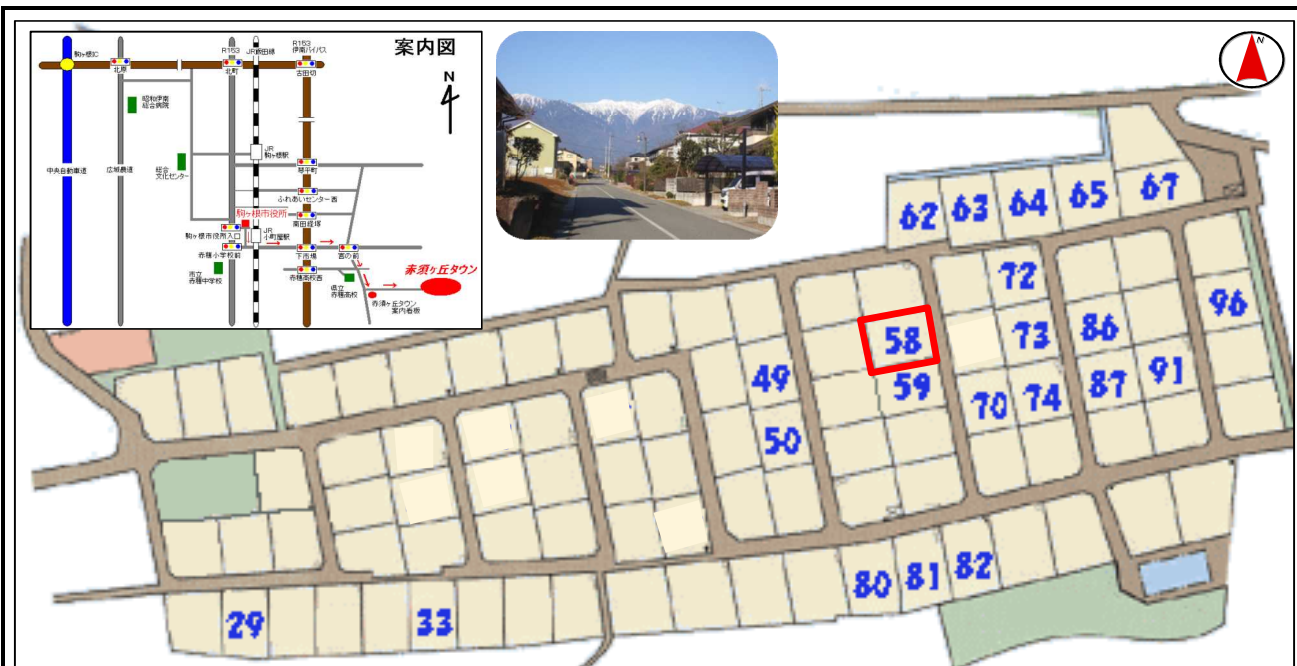 案内図
N
N
駒ヶ根IC
R153
JR飯田線
R153
伊南バイパス
北原
北町
古田切
昭和伊南
総合病院
JR
駒ヶ根駅
中央自動車道
広域農道
総合
文化センター
琴平町
ふれあいセンター西
駒ヶ根市役所
南田経塚
駒ヶ根市役所入口
JR
小町屋駅
赤穂小学校前
下市場
宮の前
市立
赤穂中学校
赤穂高校西
県立
赤穂高校
赤須ヶ丘タウン
赤須ヶ丘タウン
案内看板
62
63
64
65
67
72
96
58
73
86
49
59
70
74
87
91
50
80
81
82
29
33